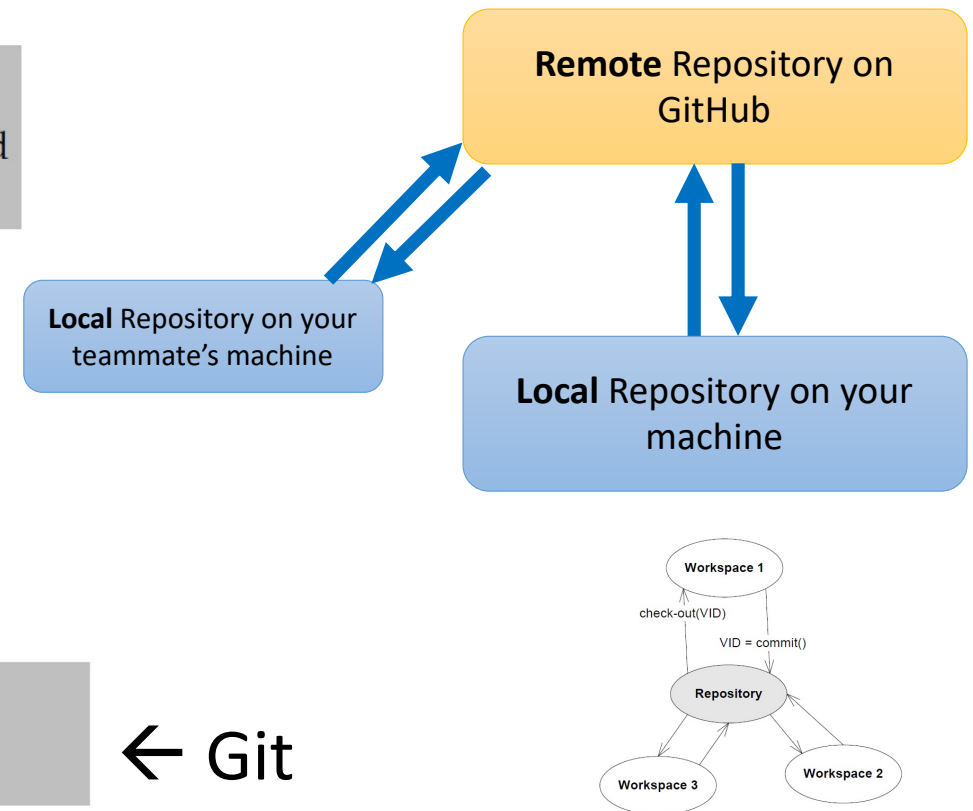 Remote Repository on
GitHub
Local Repository on your
teammate’s machine
Local Repository on your
machine
Workspace 1
check-out(VID)
VID = commit()
Repository
Workspace 3
Workspace 2
← Git